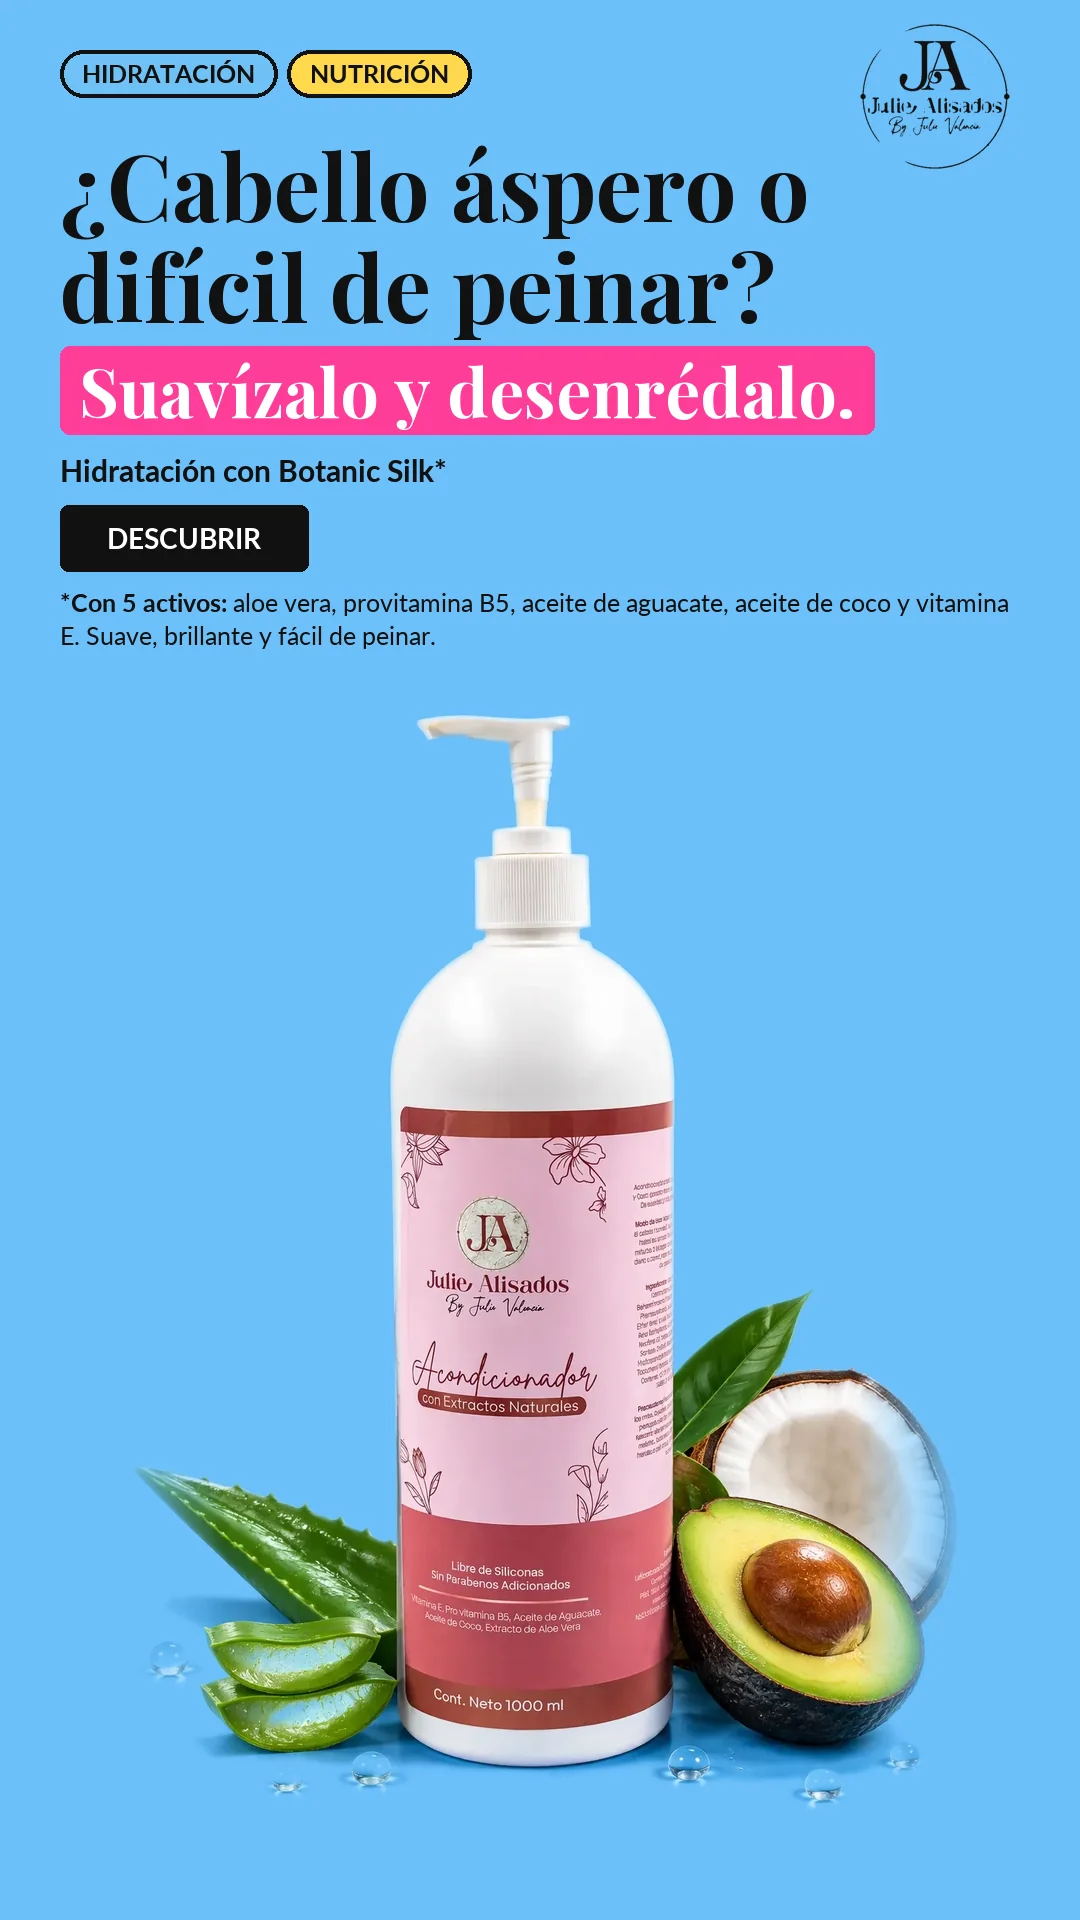 HIDRATACIÓN
NUTRICIÓN
JA
Julie Alisados
By Julie Valencia
¿Cabello áspero o
difícil de peinar?
Suavízalo y desenrédalo.
Hidratación con Botanic Silk*
DESCUBRIR
*Con 5 activos: aloe vera, provitamina B5, aceite de aguacate, aceite de coco y vitamina
E. Suave, brillante y fácil de peinar.
JA
Julie Alisados
By Julie Valencia
Acondicionador
con Extractos Naturales
Libre de Siliconas
Sin Parabenos Adicionados
Vitamina E, Pro vitamina B5, Aceite de Aguacate,
Aceite de Coco, Extracto de Aloe Vera
Cont. Neto 1000 ml